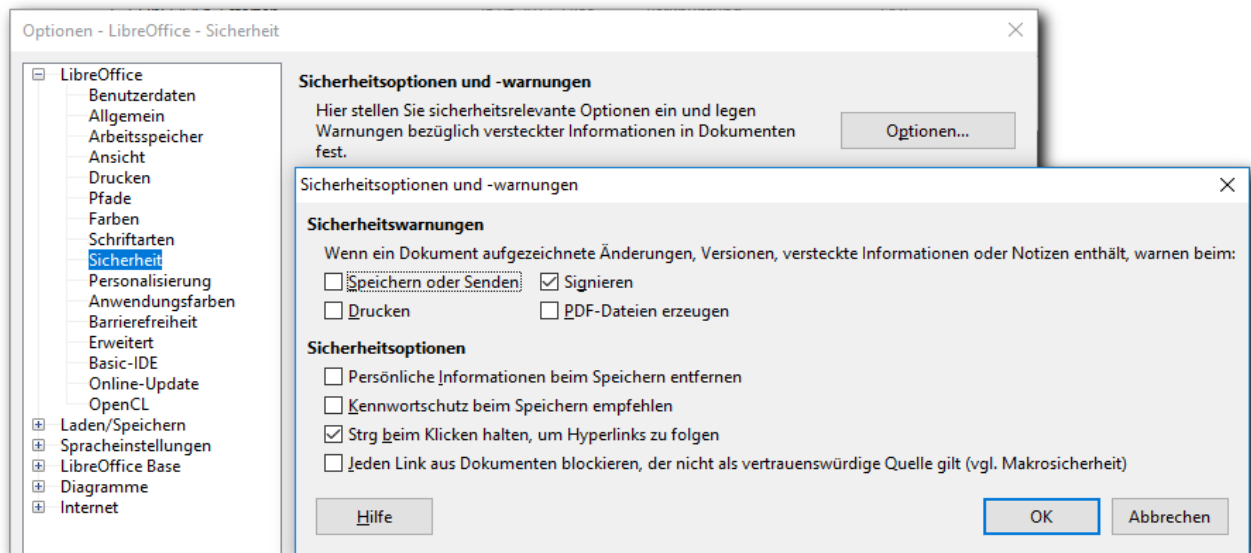 Optionen - LibreOffice - Sicherheit
LibreOffice
Benutzerdaten
Allgemein
Arbeitsspeicher
Ansicht
Drucken
Pfade
Farben
Schriftarten
Sicherheit
Personalisierung
Anwendungsfarben
Barrierefreiheit
Erweitert
Basic-IDE
Online-Update
OpenCL
Laden/Speichern
Spracheinstellungen
LibreOffice Base
Diagramme
Internet
Sicherheitsoptionen und -warnungen
Hier stellen Sie sicherheitsrelevante Optionen ein und legen
Warnungen bezüglich versteckter Informationen in Dokumenten
fest.
Optionen...
Sicherheitsoptionen und -warnungen
Sicherheitswarnungen
Wenn ein Dokument aufgezeichnete Änderungen, Versionen, versteckte Informationen oder Notizen enthält, warnen beim:
Speichern oder Senden
Signieren
Drucken
PDF-Dateien erzeugen
Sicherheitsoptionen
Persönliche Informationen beim Speichern entfernen
Kennwortschutz beim Speichern empfehlen
Strg beim Klicken halten, um Hyperlinks zu folgen
Jeden Link aus Dokumenten blockieren, der nicht als vertrauenswürdige Quelle gilt (vgl. Makrosicherheit)
Hilfe
OK
Abbrechen